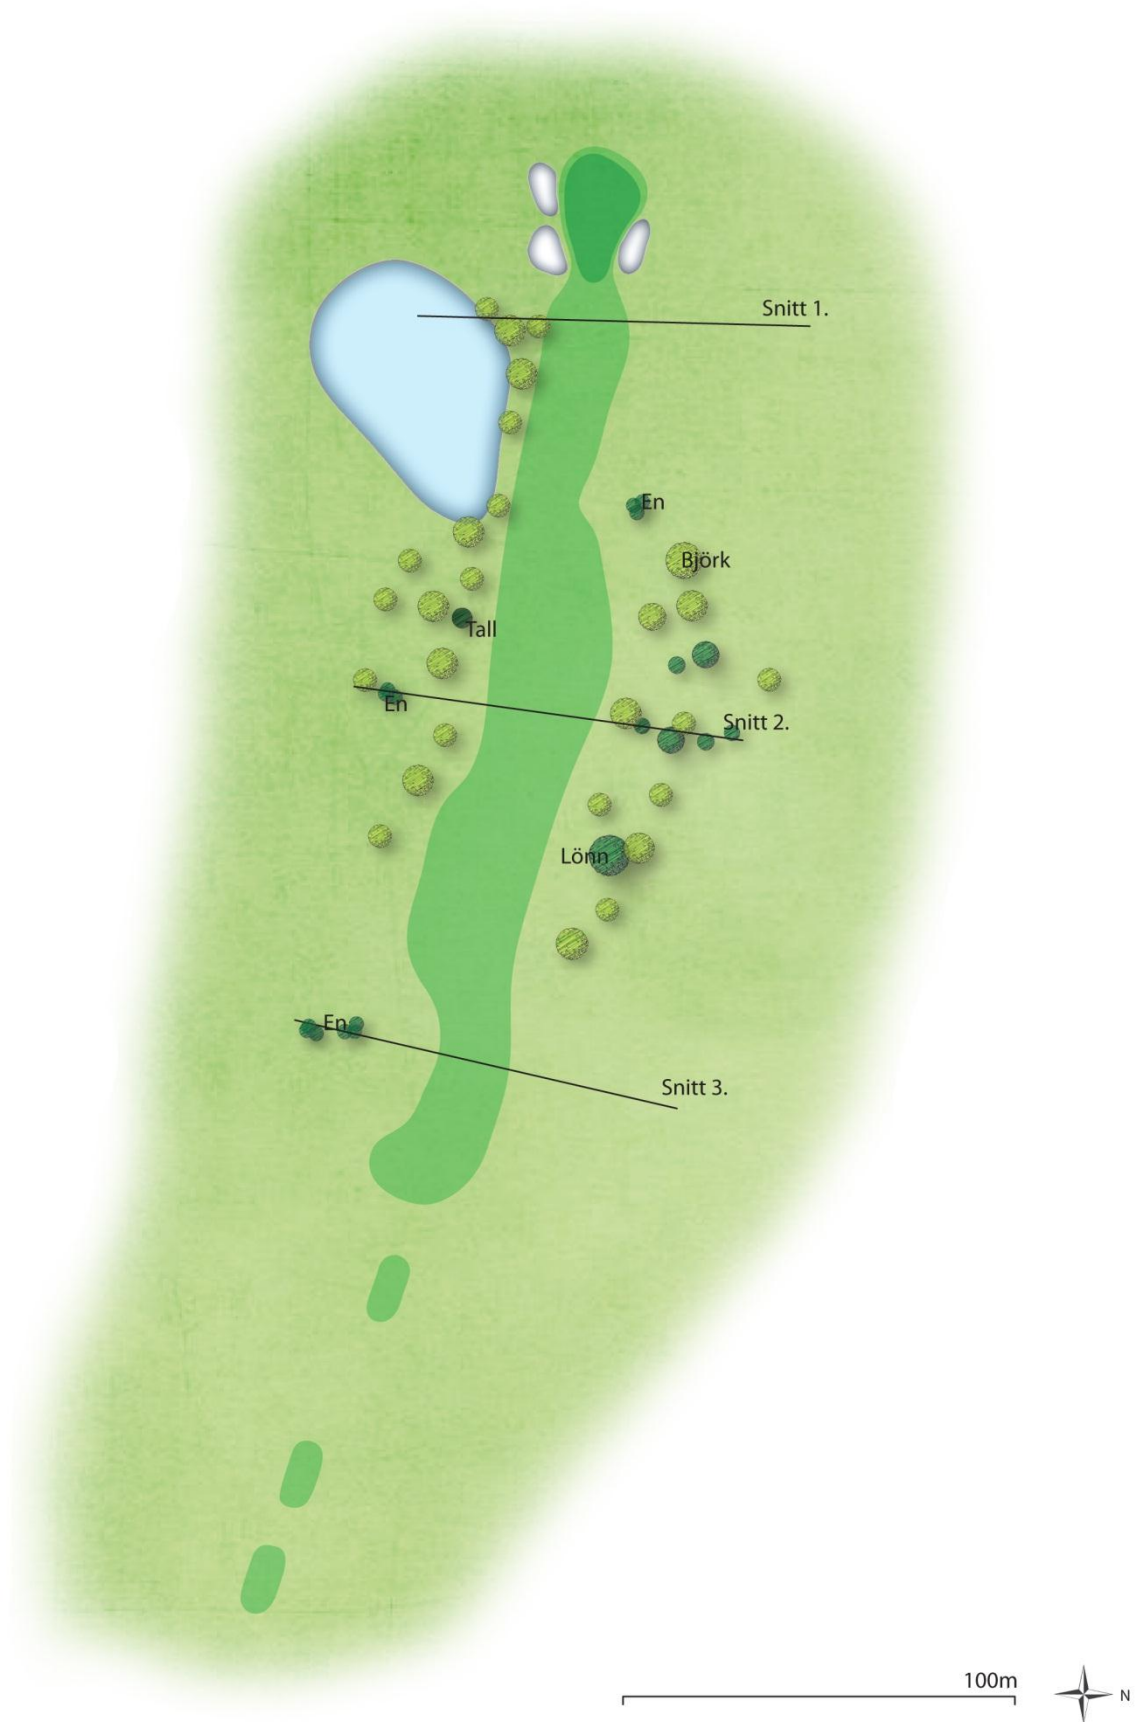 Snitt 1.
En
Björk
Tall
En
Snitt 2.
Lönn
En
Snitt 3.
100m
N